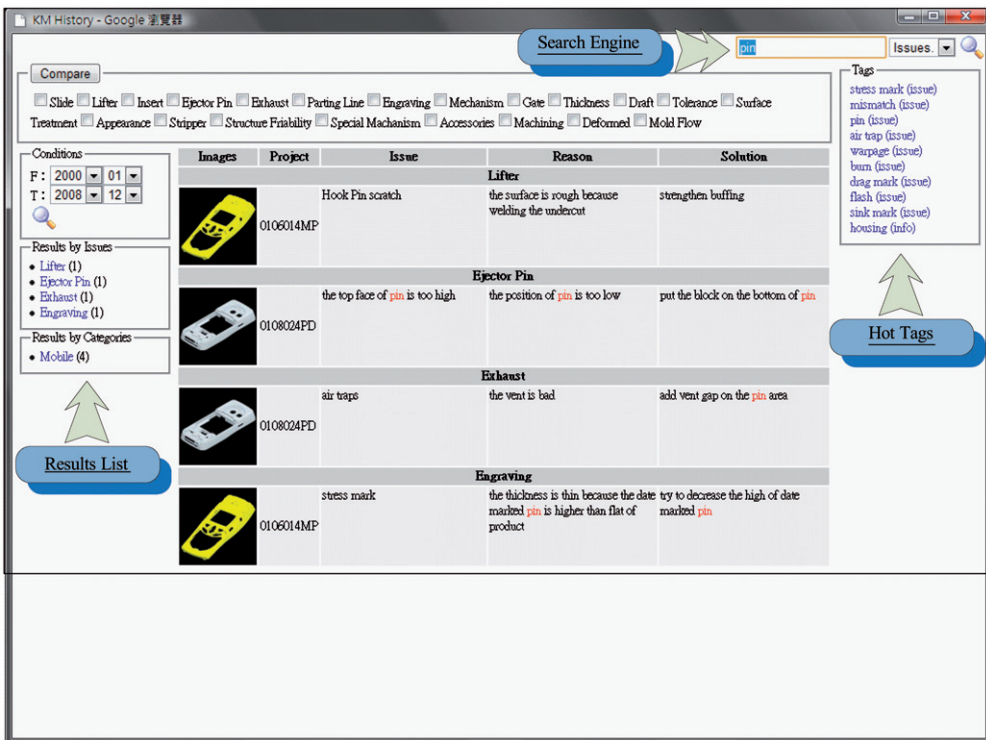 KM History - Google 瀏覽器
Search Engine
pin
Issues.
Compare
Slide Lifter Insert Ejector Pin Exhaust Parting Line Engraving Mechanism Gate Thickness Draft Tolerance Surface
Treatment Appearance Stripper Structure Friability Special Machanism Accessories Machining Deformed Mold Flow
Tags
stress mark (issue)
mismatch (issue)
pin (issue)
air trap (issue)
warpage (issue)
burn (issue)
drag mark (issue)
flash (issue)
sink mark (issue)
housing (info)
Hot Tags
Conditions
F: 2000 01
T: 2008 12
Results by Issues
Lifter (1)
Ejector Pin (1)
Exhaust (1)
Engraving (1)
Results by Categories
Mobile (4)
Results List
Images Project Issue Reason Solution
Lifter
0106014MP
Hook Pin scratch
the surface is rough because
welding the undercut
strengthen buffing
Ejector Pin
0108024PD
the top face of pin is too high
the position of pin is too low
put the block on the bottom of pin
Exhaust
0108024PD
air traps
the vent is bad
add vent gap on the pin area
Engraving
0106014MP
stress mark
the thickness is thin because the date
marked pin is higher than flat of
product
try to decrease the high of date
marked pin